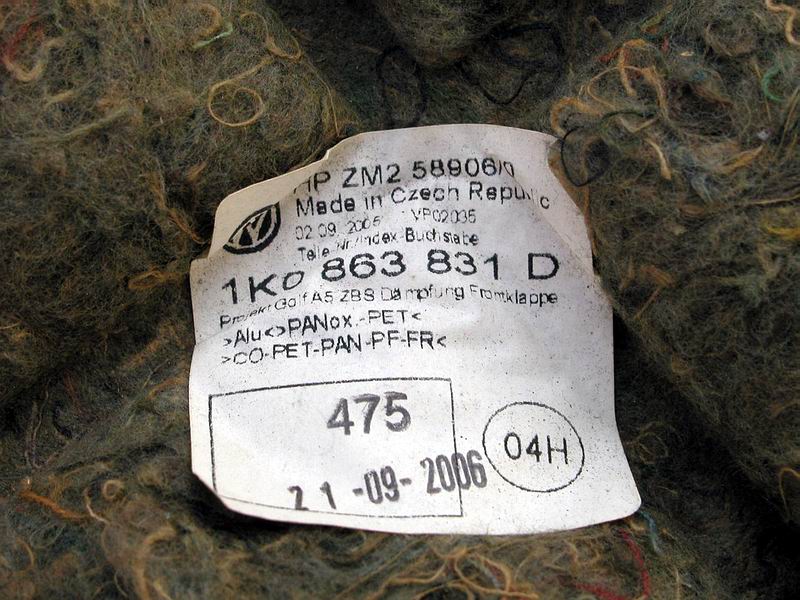 HP ZM2 58906/0
Made in Czech Republic
02.09.2005 VP02035
Teile-Nr/Index-Buchstabe
1K0 863 831 D
Projekt Golf A5 ZBS Dämpfung Frontklappe
>Alu<>PANox.-PET<
>CO-PET-PAN-PF-FR<
475
04H
21-09-2006